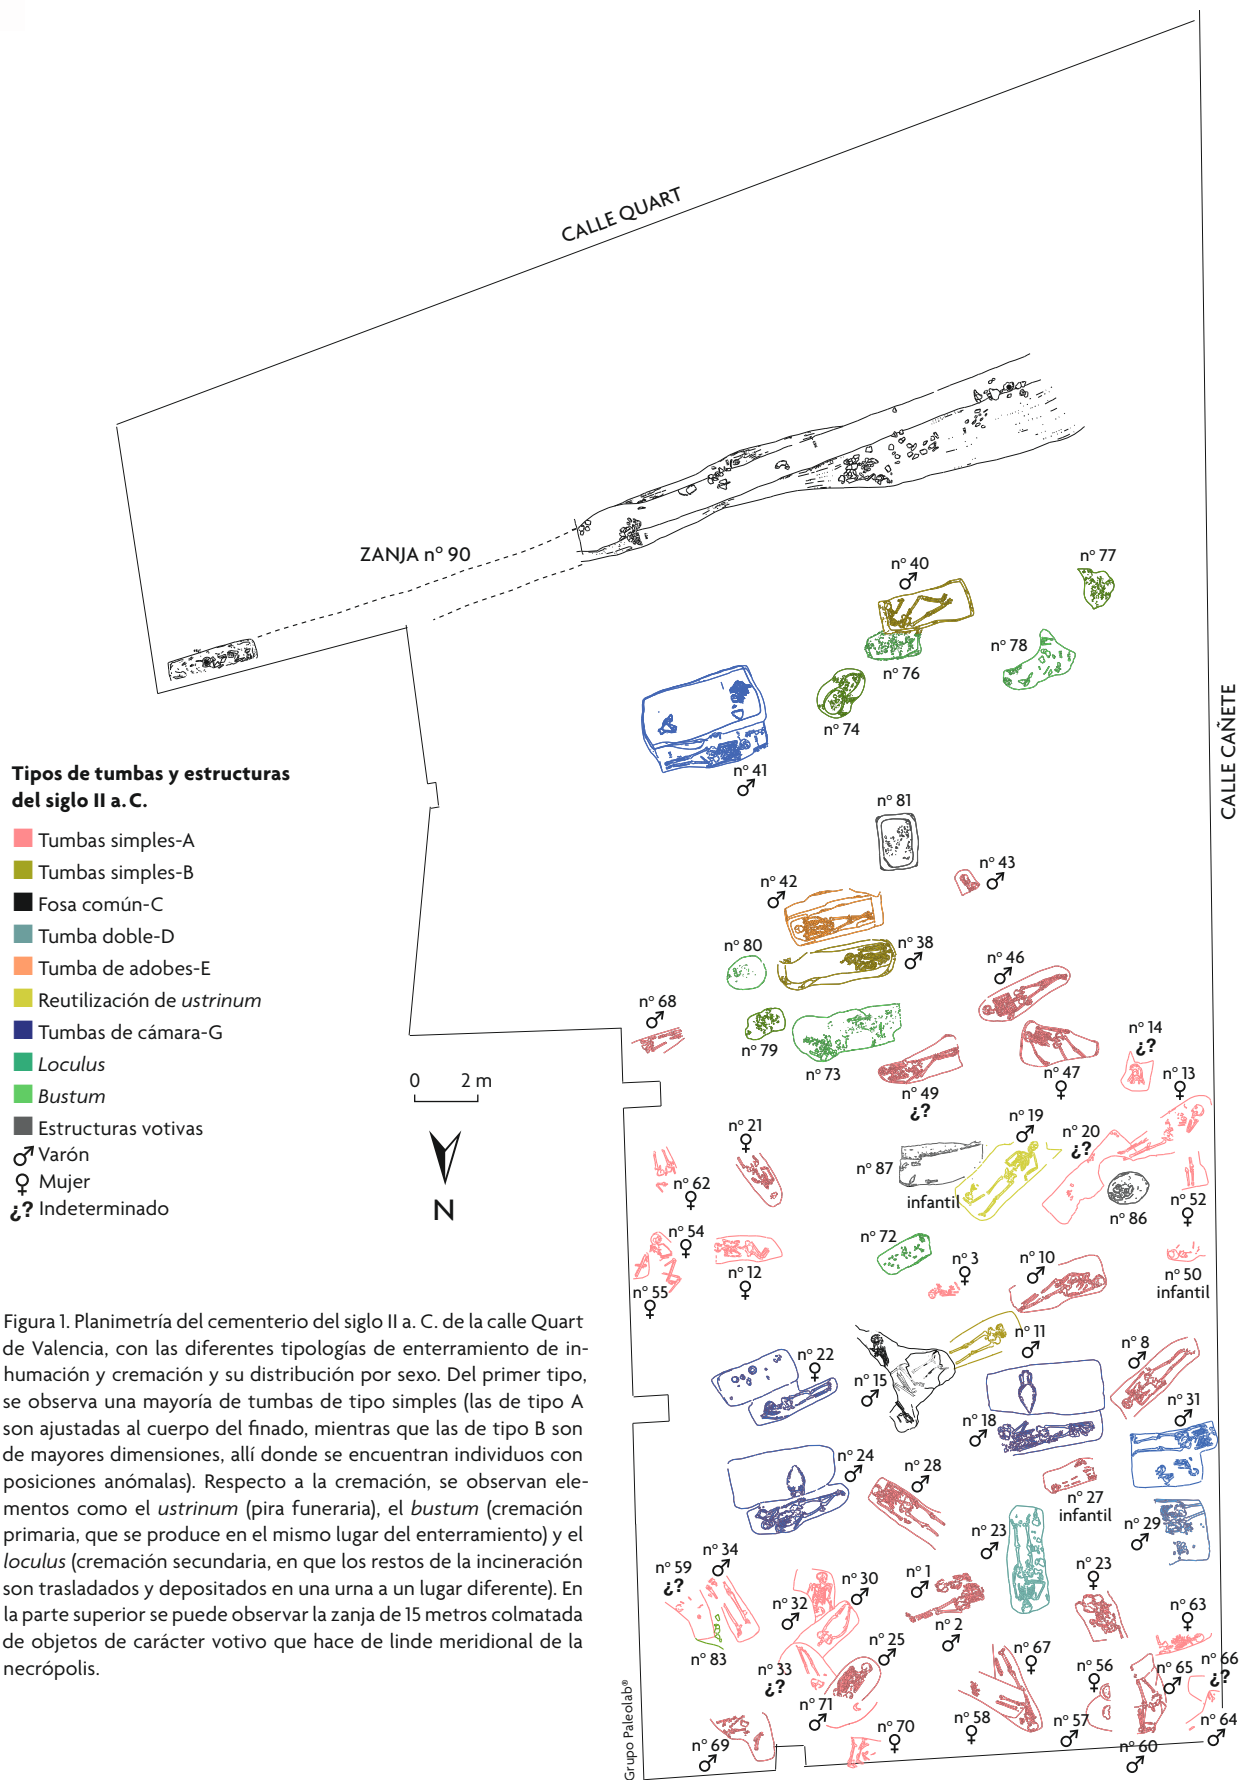 CALLE QUART
ZANJA nº 90
CALLE CAÑETE
nº 40
♂
nº 77
nº 76
nº 78
nº 74
nº 41
♂
nº 81
nº 43
♂
nº 42
♂
nº 80
nº 38
♂
nº 46
♂
nº 68
♂
nº 79
nº 73
nº 49
¿?
nº 47
♀
nº 14
¿?
nº 13
♀
nº 21
♀
nº 19
♂
nº 20
¿?
nº 62
♀
nº 87
infantil
nº 86
nº 52
♀
nº 54
♀
nº 55
♀
nº 12
♀
nº 72
nº 3
♀
nº 10
♂
nº 50
infantil
nº 22
♀
nº 15
♂
nº 11
♂
nº 8
♂
nº 18
♂
nº 31
♂
nº 24
♂
nº 28
♂
nº 27
infantil
nº 29
♂
nº 23
♂
nº 59
¿?
nº 34
♂
nº 30
♂
nº 32
♂
nº 1
♂
nº 2
♂
nº 23
♀
nº 63
♀
nº 83
nº 33
¿?
nº 25
♂
nº 71
♂
nº 67
♀
nº 58
♀
nº 56
♀
nº 57
♂
nº 65
♂
nº 66
¿?
nº 64
♂
nº 60
♂
nº 69
♂
nº 70
♀
Tipos de tumbas y estructuras
del siglo II a. C.
Tumbas simples-A
Tumbas simples-B
Fosa común-C
Tumba doble-D
Tumba de adobes-E
Reutilización de ustrinum
Tumbas de cámara-G
Loculus
Bustum
Estructuras votivas
♂ Varón
♀ Mujer
¿? Indeterminado
0 2 m
N
Figura 1. Planimetría del cementerio del siglo II a. C. de la calle Quart
de Valencia, con las diferentes tipologías de enterramiento de in-
humación y cremación y su distribución por sexo. Del primer tipo,
se observa una mayoría de tumbas de tipo simples (las de tipo A
son ajustadas al cuerpo del finado, mientras que las de tipo B son
de mayores dimensiones, allí donde se encuentran individuos con
posiciones anómalas). Respecto a la cremación, se observan ele-
mentos como el ustrinum (pira funeraria), el bustum (cremación
primaria, que se produce en el mismo lugar del enterramiento) y el
loculus (cremación secundaria, en que los restos de la incineración
son trasladados y depositados en una urna a un lugar diferente). En
la parte superior se puede observar la zanja de 15 metros colmatada
de objetos de carácter votivo que hace de linde meridional de la
necrópolis.
Grupo Paleolab®